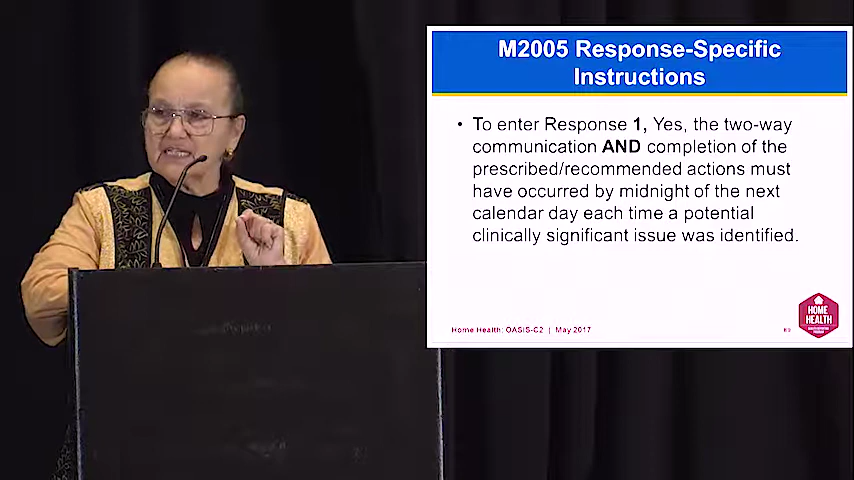 M2005 Response-Specific
Instructions
• To enter Response 1, Yes, the two-way
communication AND completion of the
prescribed/recommended actions must
have occurred by midnight of the next
calendar day each time a potential
clinically significant issue was identified.
HOME
HEALTH
Home Health: OASIS-C2 | May 2017